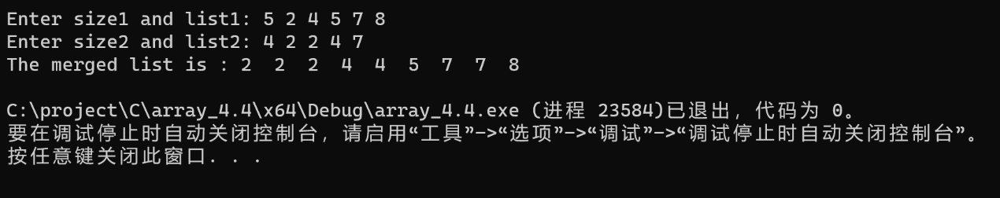 Enter size1 and list1: 5 2 4 5 7 8
Enter size2 and list2: 4 2 2 4 7
The merged list is : 2  2  2  4  4  5  7  7  8
C:\project\C\array_4.4\x64\Debug\array_4.4.exe (进程 23584)已退出，代码为 0。
要在调试停止时自动关闭控制台，请启用“工具”->“选项”->“调试”->“调试停止时自动关闭控制台”。
按任意键关闭此窗口. . .